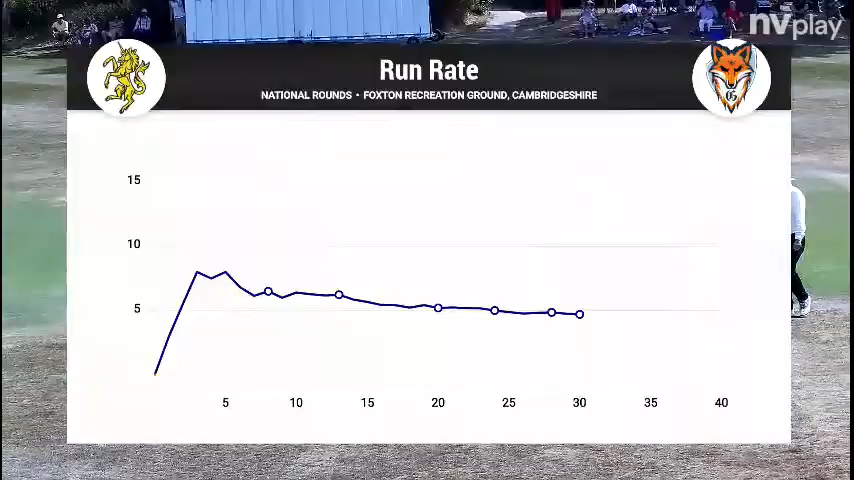 nvplay
Run Rate
NATIONAL ROUNDS • FOXTON RECREATION GROUND, CAMBRIDGESHIRE
15
10
5
5 10 15 20 25 30 35 40